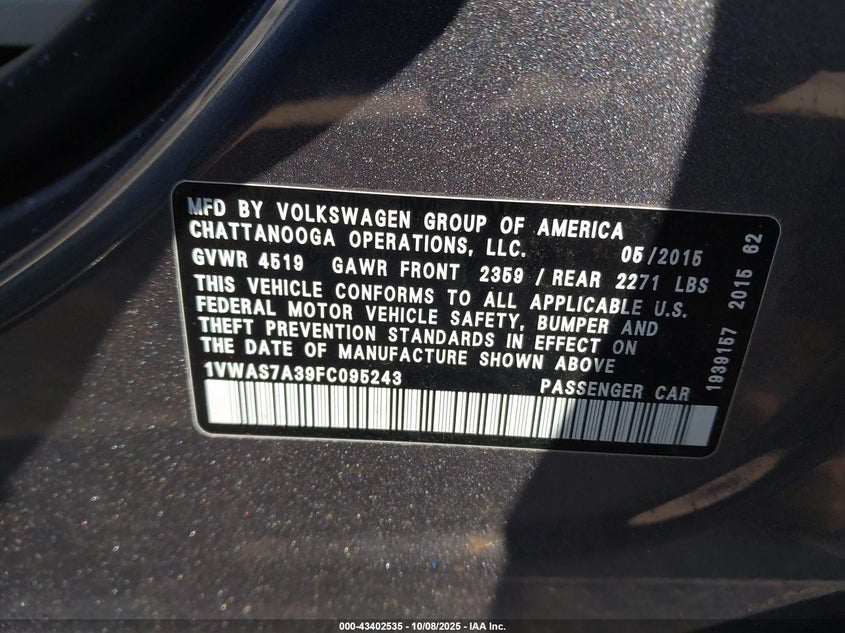 MFD BY VOLKSWAGEN GROUP OF AMERICA
CHATTANOOGA OPERATIONS, LLC. 05/2015
GVWR 4519 GAWR FRONT 2359 / REAR 2271 LBS
THIS VEHICLE CONFORMS TO ALL APPLICABLE U.S.
FEDERAL MOTOR VEHICLE SAFETY, BUMPER AND
THEFT PREVENTION STANDARDS IN EFFECT ON
THE DATE OF MANUFACTURE SHOWN ABOVE
1VWAS7A39FC095243 PASSENGER CAR
1939157 2015 62
000-43402535 - 10/08/2025 - IAA Inc.